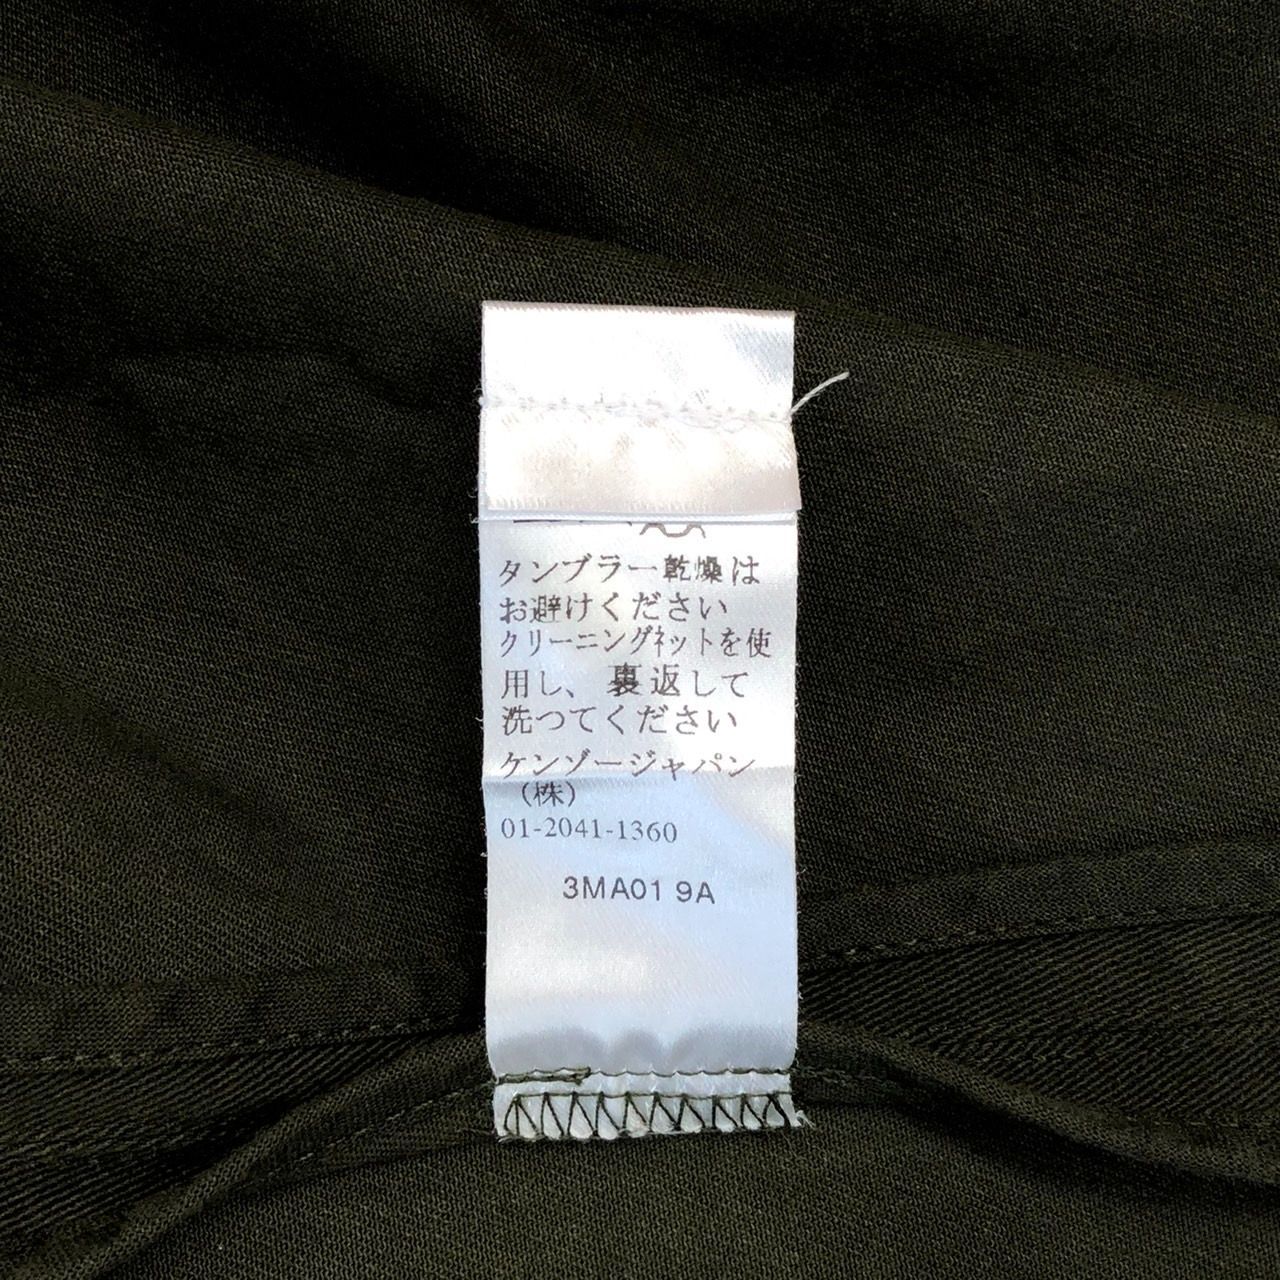 タンブラー乾燥は
お避けください
クリーニングネットを使
用し、裏返して
洗つてください
ケンゾージャパン
（株）
01-2041-1360
3MA01 9A